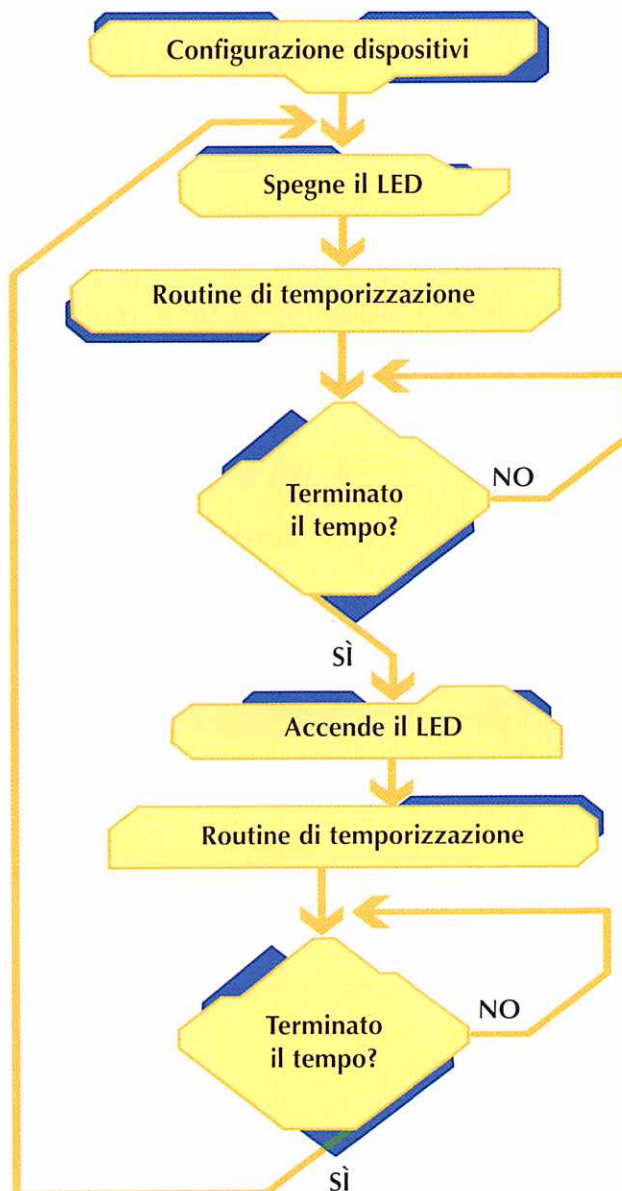 Configurazione dispositivi
Spegne il LED
Routine di temporizzazione
Terminato
il tempo?
NO
SÌ
Accende il LED
Routine di temporizzazione
Terminato
il tempo?
NO
SÌ